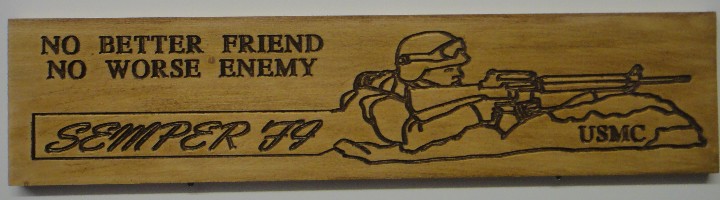 NO BETTER FRIEND
NO WORSE ENEMY
SEMPER FI
USMC